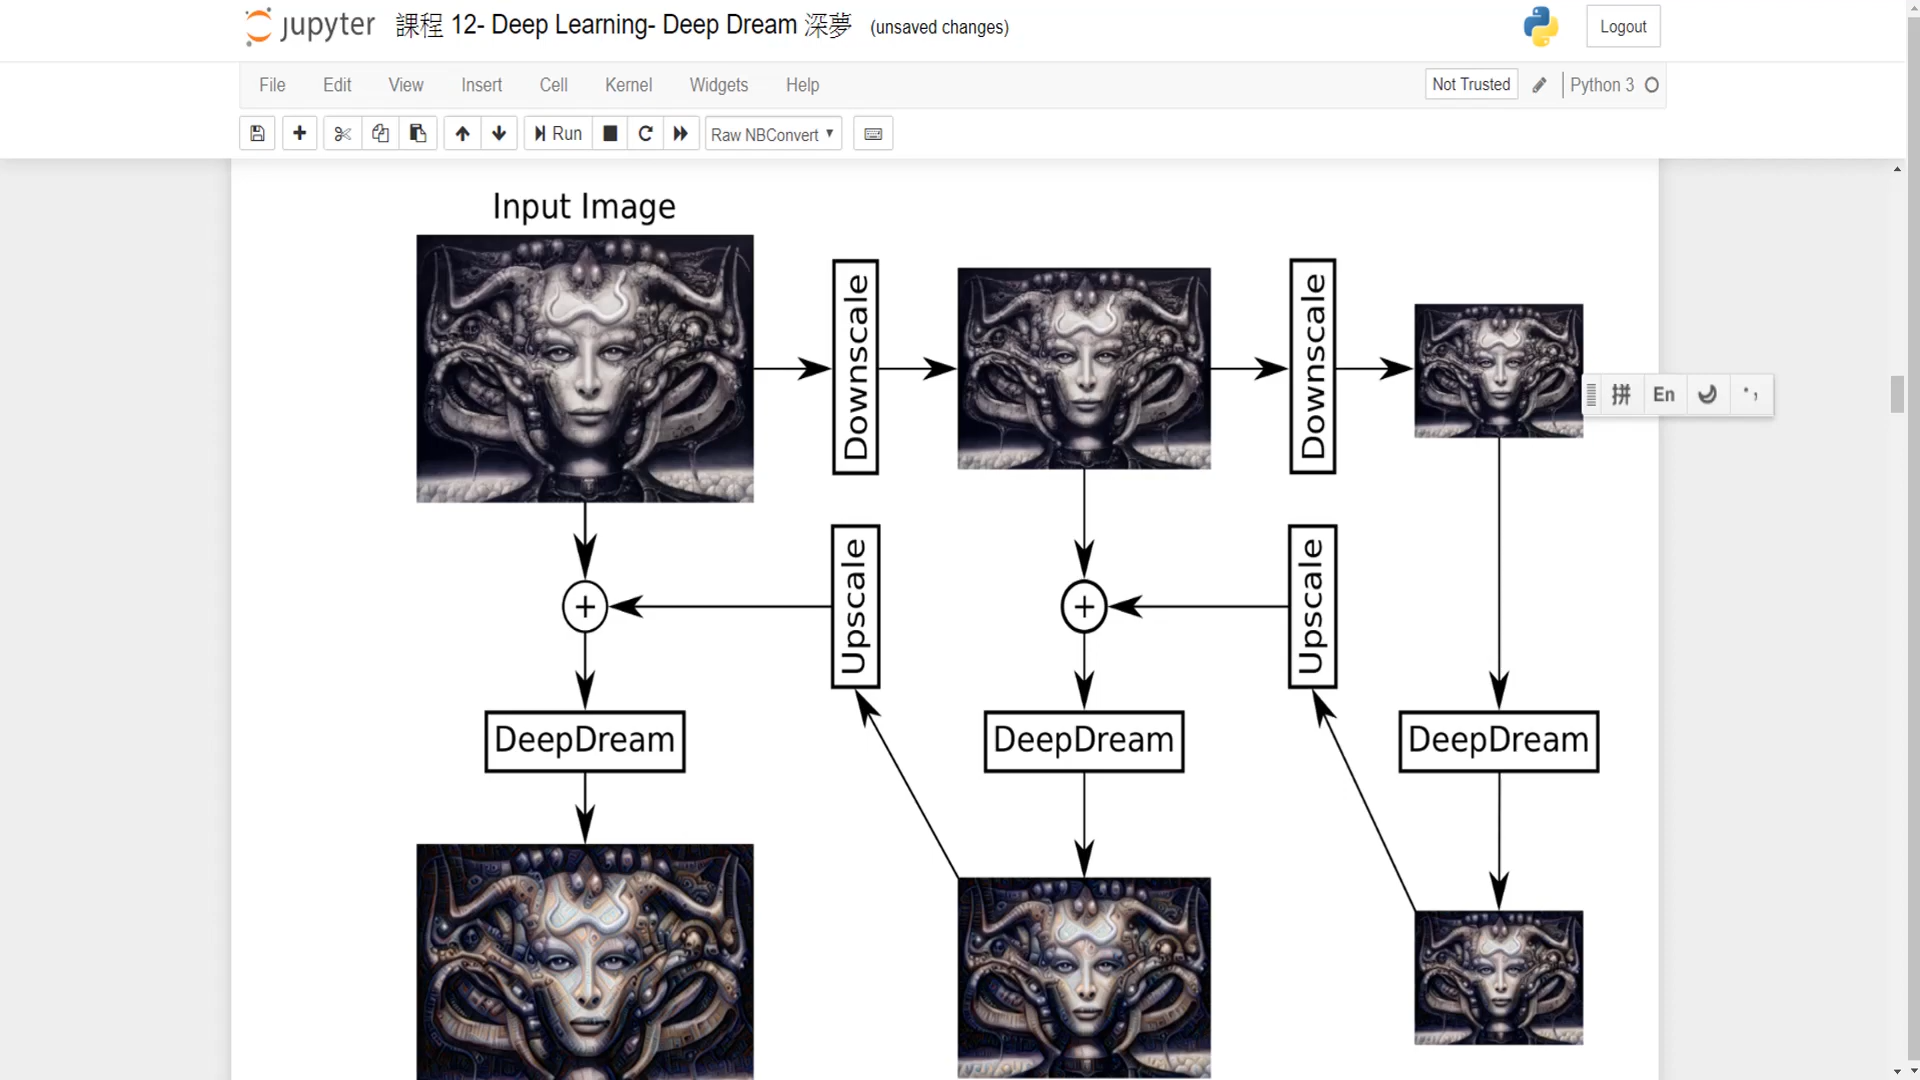 jupyter 課程 12- Deep Learning- Deep Dream 深夢 (unsaved changes) Logout
File Edit View Insert Cell Kernel Widgets Help Not Trusted Python 3
Run Raw NBConvert
Input Image
Downscale
Downscale
拼 En
Upscale
Upscale
DeepDream
DeepDream
DeepDream